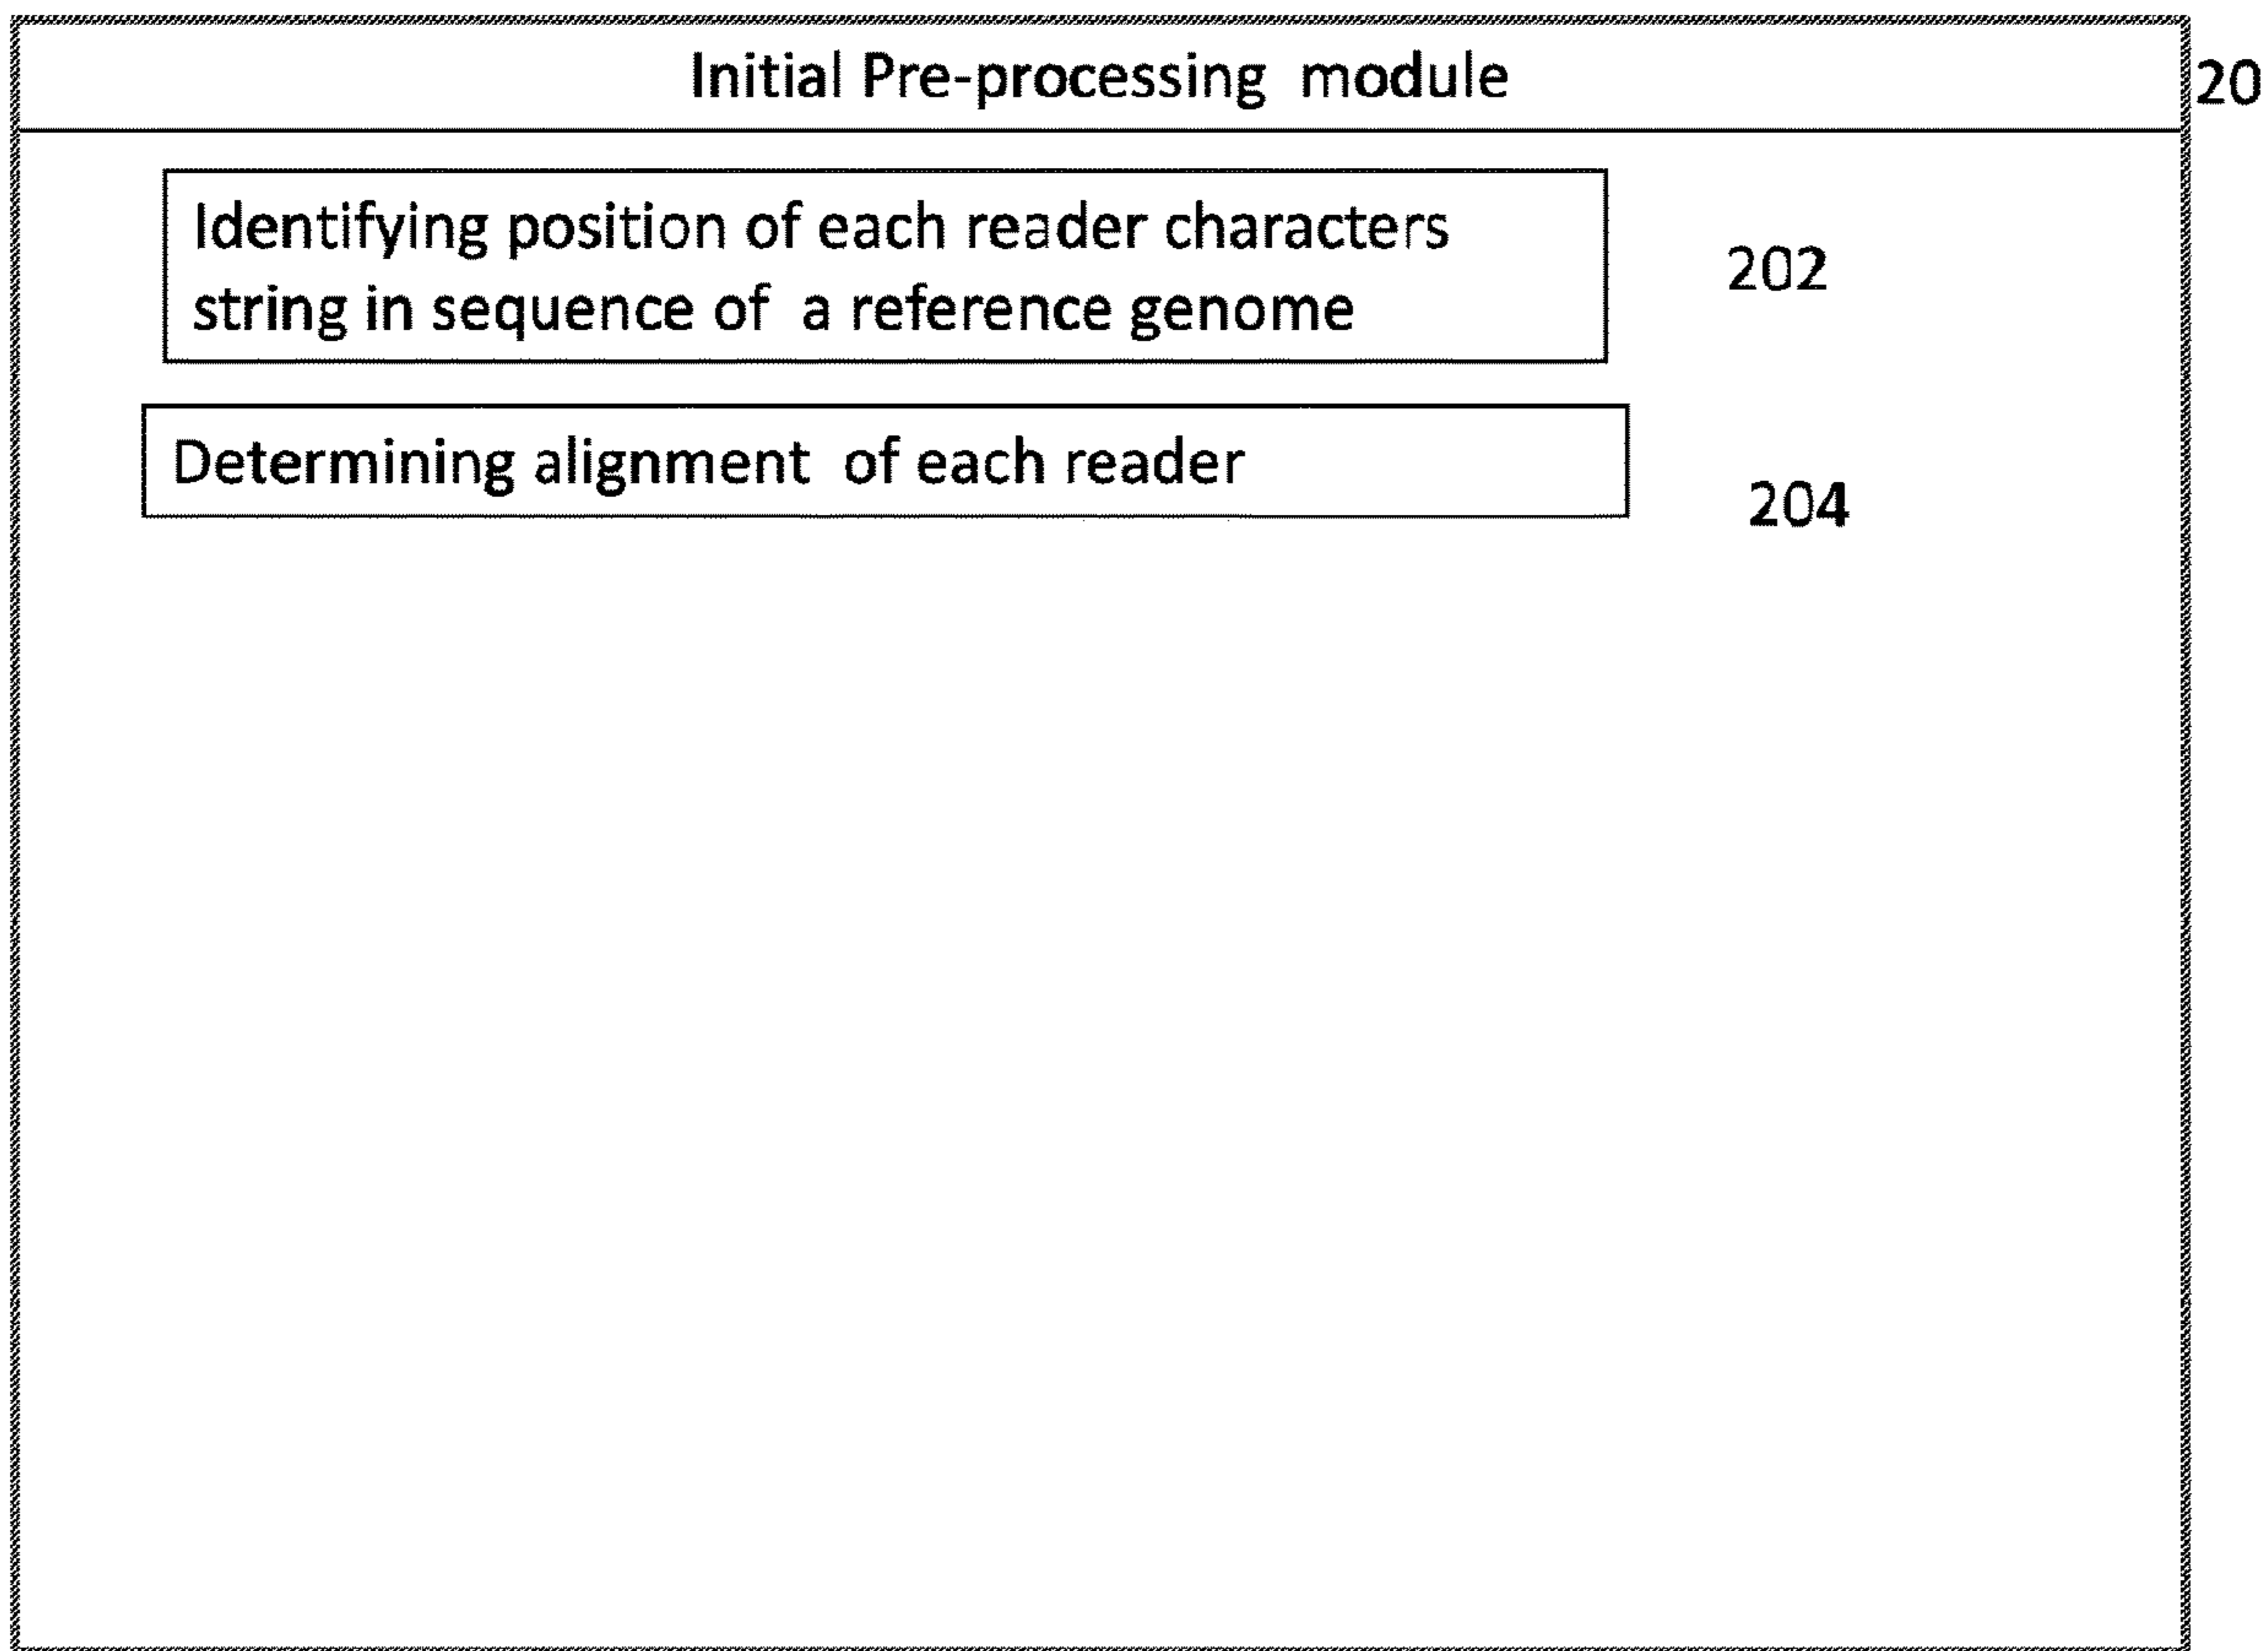 Initial Pre-processing module
20
Identifying position of each reader characters
string in sequence of a reference genome
202
Determining alignment of each reader
204